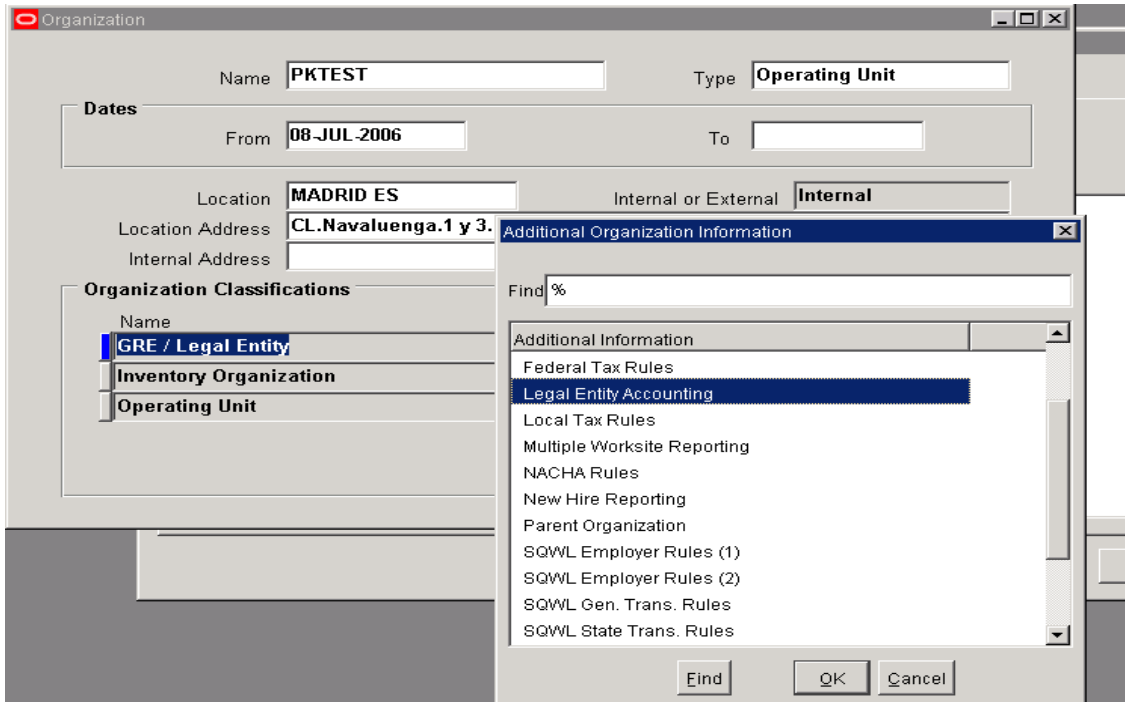 Organization
Name PKTEST Type Operating Unit
Dates
From 08-JUL-2006 To
Location MADRID ES Internal or External Internal
Location Address CL.Navaluenga.1 y 3.
Internal Address
Organization Classifications
Name
GRE / Legal Entity
Inventory Organization
Operating Unit
Additional Organization Information
Find %
Additional Information
Federal Tax Rules
Legal Entity Accounting
Local Tax Rules
Multiple Worksite Reporting
NACHA Rules
New Hire Reporting
Parent Organization
SQWL Employer Rules (1)
SQWL Employer Rules (2)
SQWL Gen. Trans. Rules
SQWL State Trans. Rules
Find OK Cancel